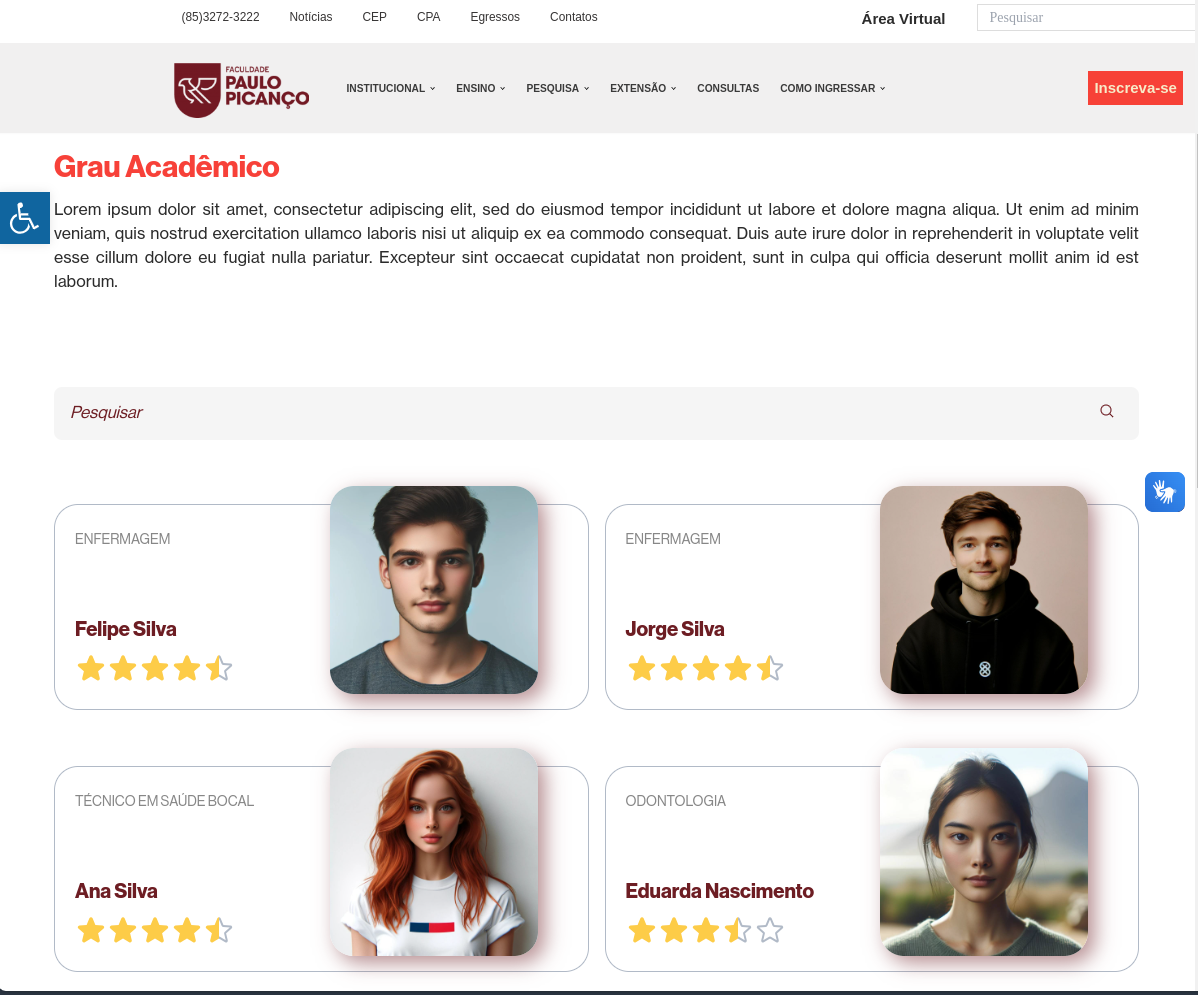 (85)3272-3222 Notícias CEP CPA Egressos Contatos Área Virtual Pesquisar
FACULDADE
PAULO
PICANÇO
INSTITUCIONAL ENSINO PESQUISA EXTENSÃO CONSULTAS COMO INGRESSAR Inscreva-se
Grau Acadêmico
Lorem ipsum dolor sit amet, consectetur adipiscing elit, sed do eiusmod tempor incididunt ut labore et dolore magna aliqua. Ut enim ad minim
veniam, quis nostrud exercitation ullamco laboris nisi ut aliquip ex ea commodo consequat. Duis aute irure dolor in reprehenderit in voluptate velit
esse cillum dolore eu fugiat nulla pariatur. Excepteur sint occaecat cupidatat non proident, sunt in culpa qui officia deserunt mollit anim id est
laborum.
Pesquisar
ENFERMAGEM
Felipe Silva
ENFERMAGEM
Jorge Silva
TÉCNICO EM SAÚDE BOCAL
Ana Silva
ODONTOLOGIA
Eduarda Nascimento